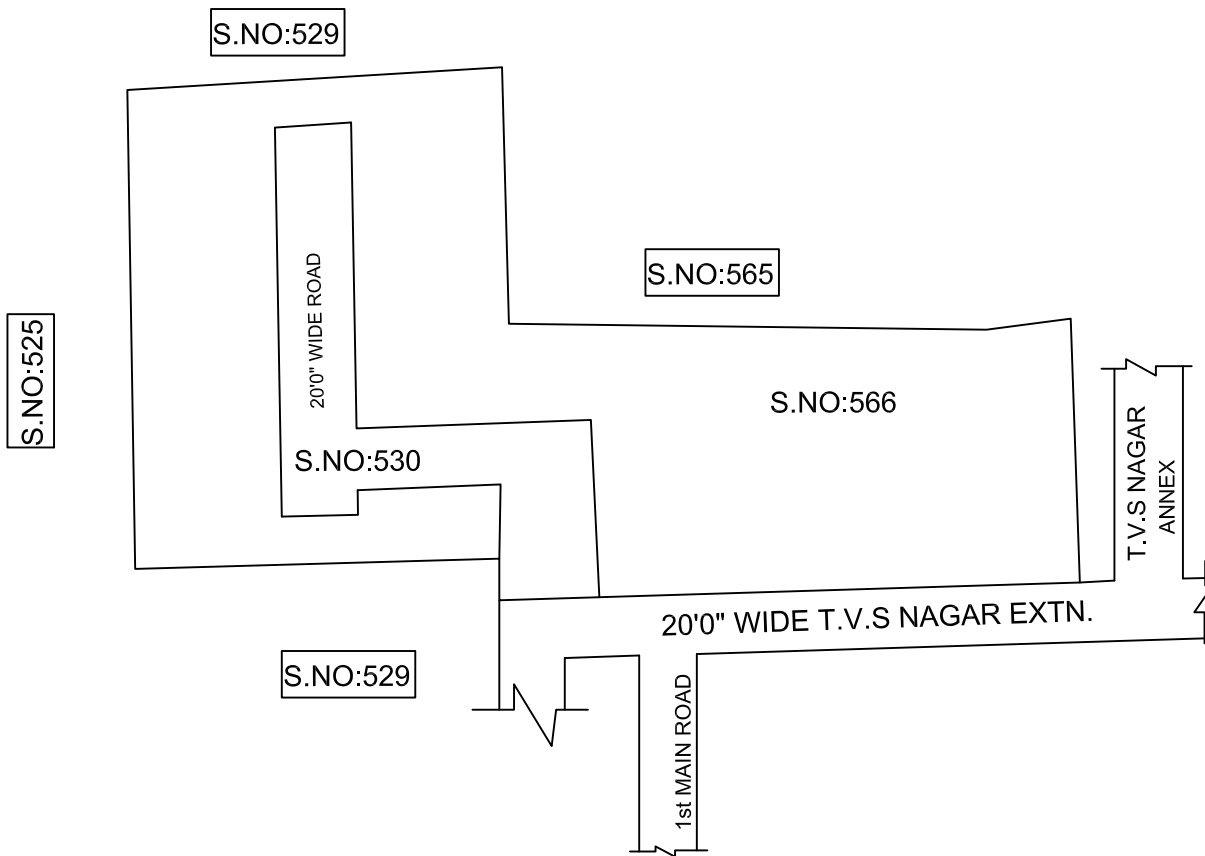 S.NO:529
S.NO:565
20'0" WIDE ROAD
S.NO:525
S.NO:566
S.NO:530
T.V.S NAGAR
ANNEX
20'0" WIDE T.V.S NAGAR EXTN.
S.NO:529
1st MAIN ROAD